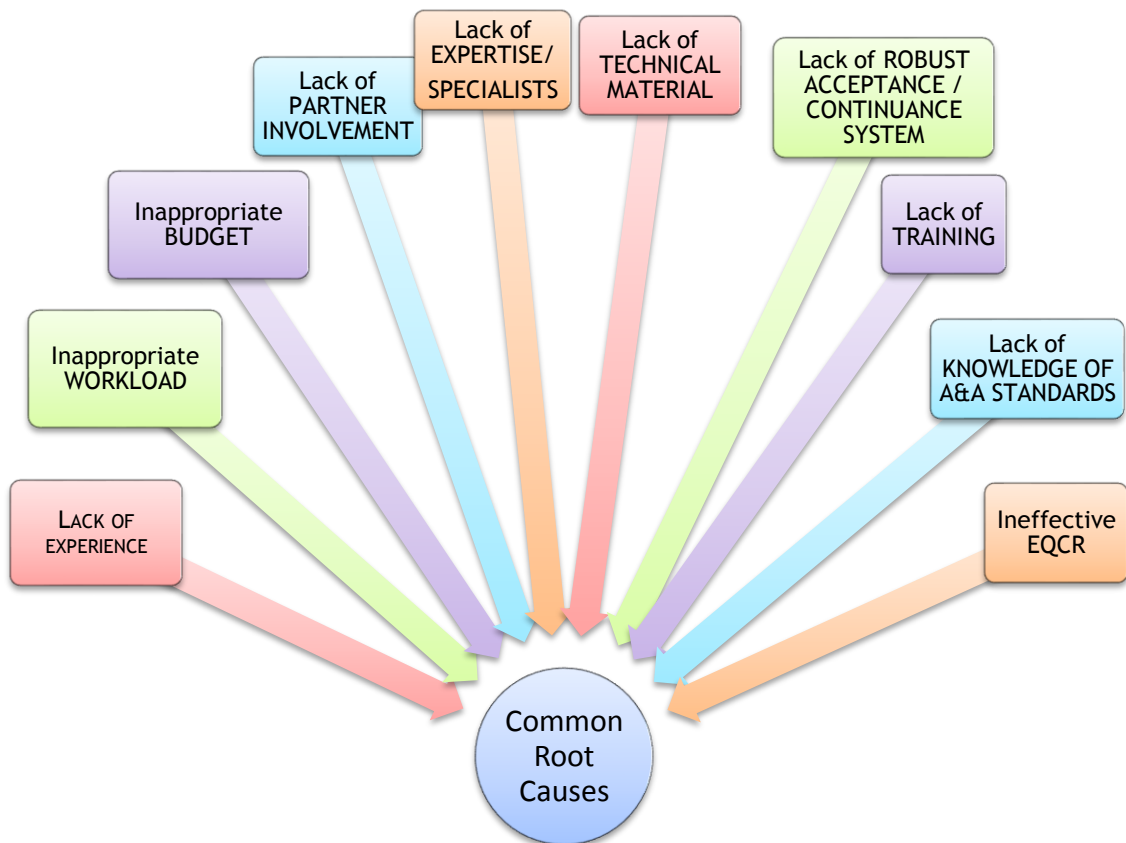 Lack of
EXPERTISE/
SPECIALISTS
Lack of
TECHNICAL
MATERIAL
Lack of ROBUST
ACCEPTANCE /
CONTINUANCE
SYSTEM
Lack of
PARTNER
INVOLVEMENT
Inappropriate
BUDGET
Lack of
TRAINING
Inappropriate
WORKLOAD
Lack of
KNOWLEDGE OF
A&A STANDARDS
LACK OF
EXPERIENCE
Ineffective
EQCR
Common
Root
Causes